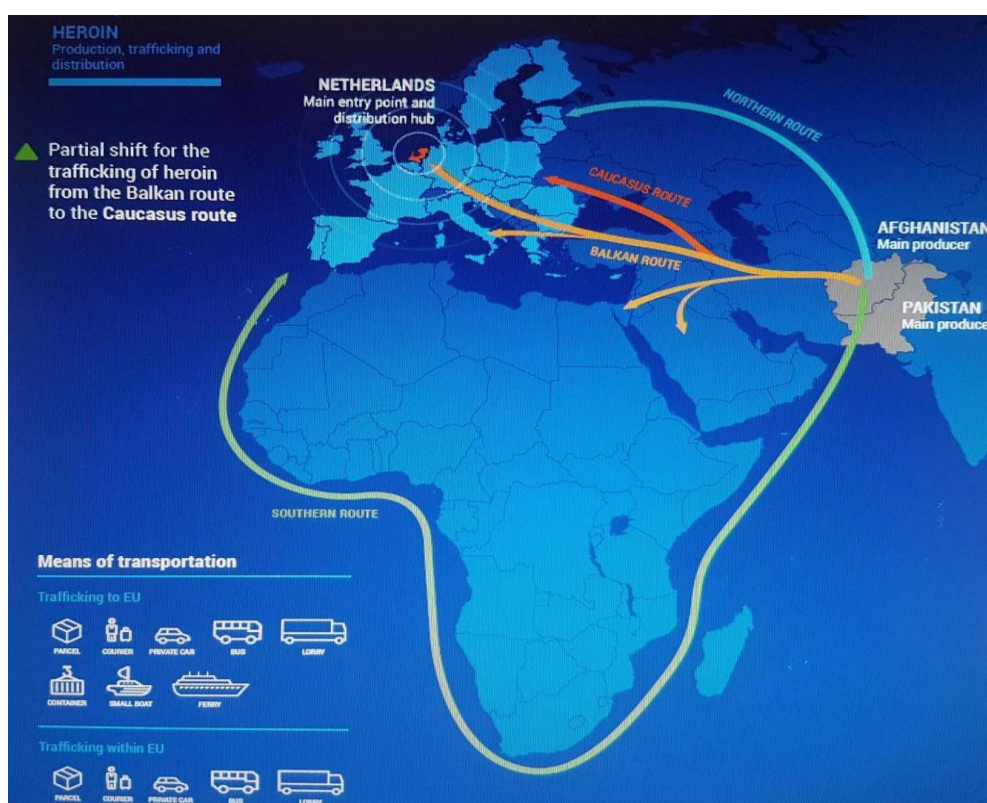 HEROIN
Production, trafficking and
distribution
NETHERLANDS
Main entry point and
distribution hub
NORTHERN ROUTE
Partial shift for the
trafficking of heroin
from the Balkan route
to the Caucasus route
CAUCASUS ROUTE
BALKAN ROUTE
AFGHANISTAN
Main producer
PAKISTAN
Main produce
SOUTHERN ROUTE
Means of transportation
Trafficking to EU
PARCEL COURIER PRIVATE CAR BUS LORRY
CONTAINER SMALL BOAT FERRY
Trafficking within EU
PARCEL COURIER PRIVATE CAR BUS LORRY